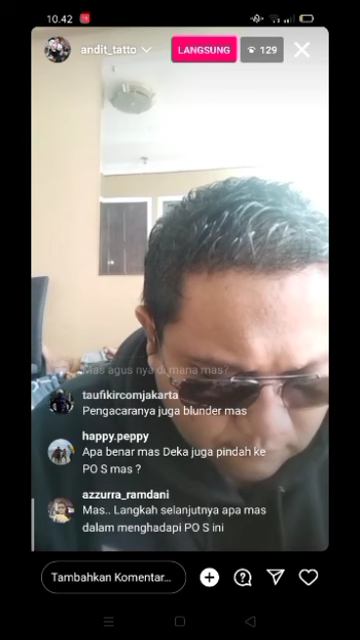 10.42
andit_tatto
LANGSUNG
129
Mas agus nya di mana mas?
taufikircomjakarta
Pengacaranya juga blunder mas
happy.peppy
Apa benar mas Deka juga pindah ke
PO S mas ?
azzurra_ramdani
Mas.. Langkah selanjutnya apa mas
dalam menghadapi PO S ini
Tambahkan Komentar...